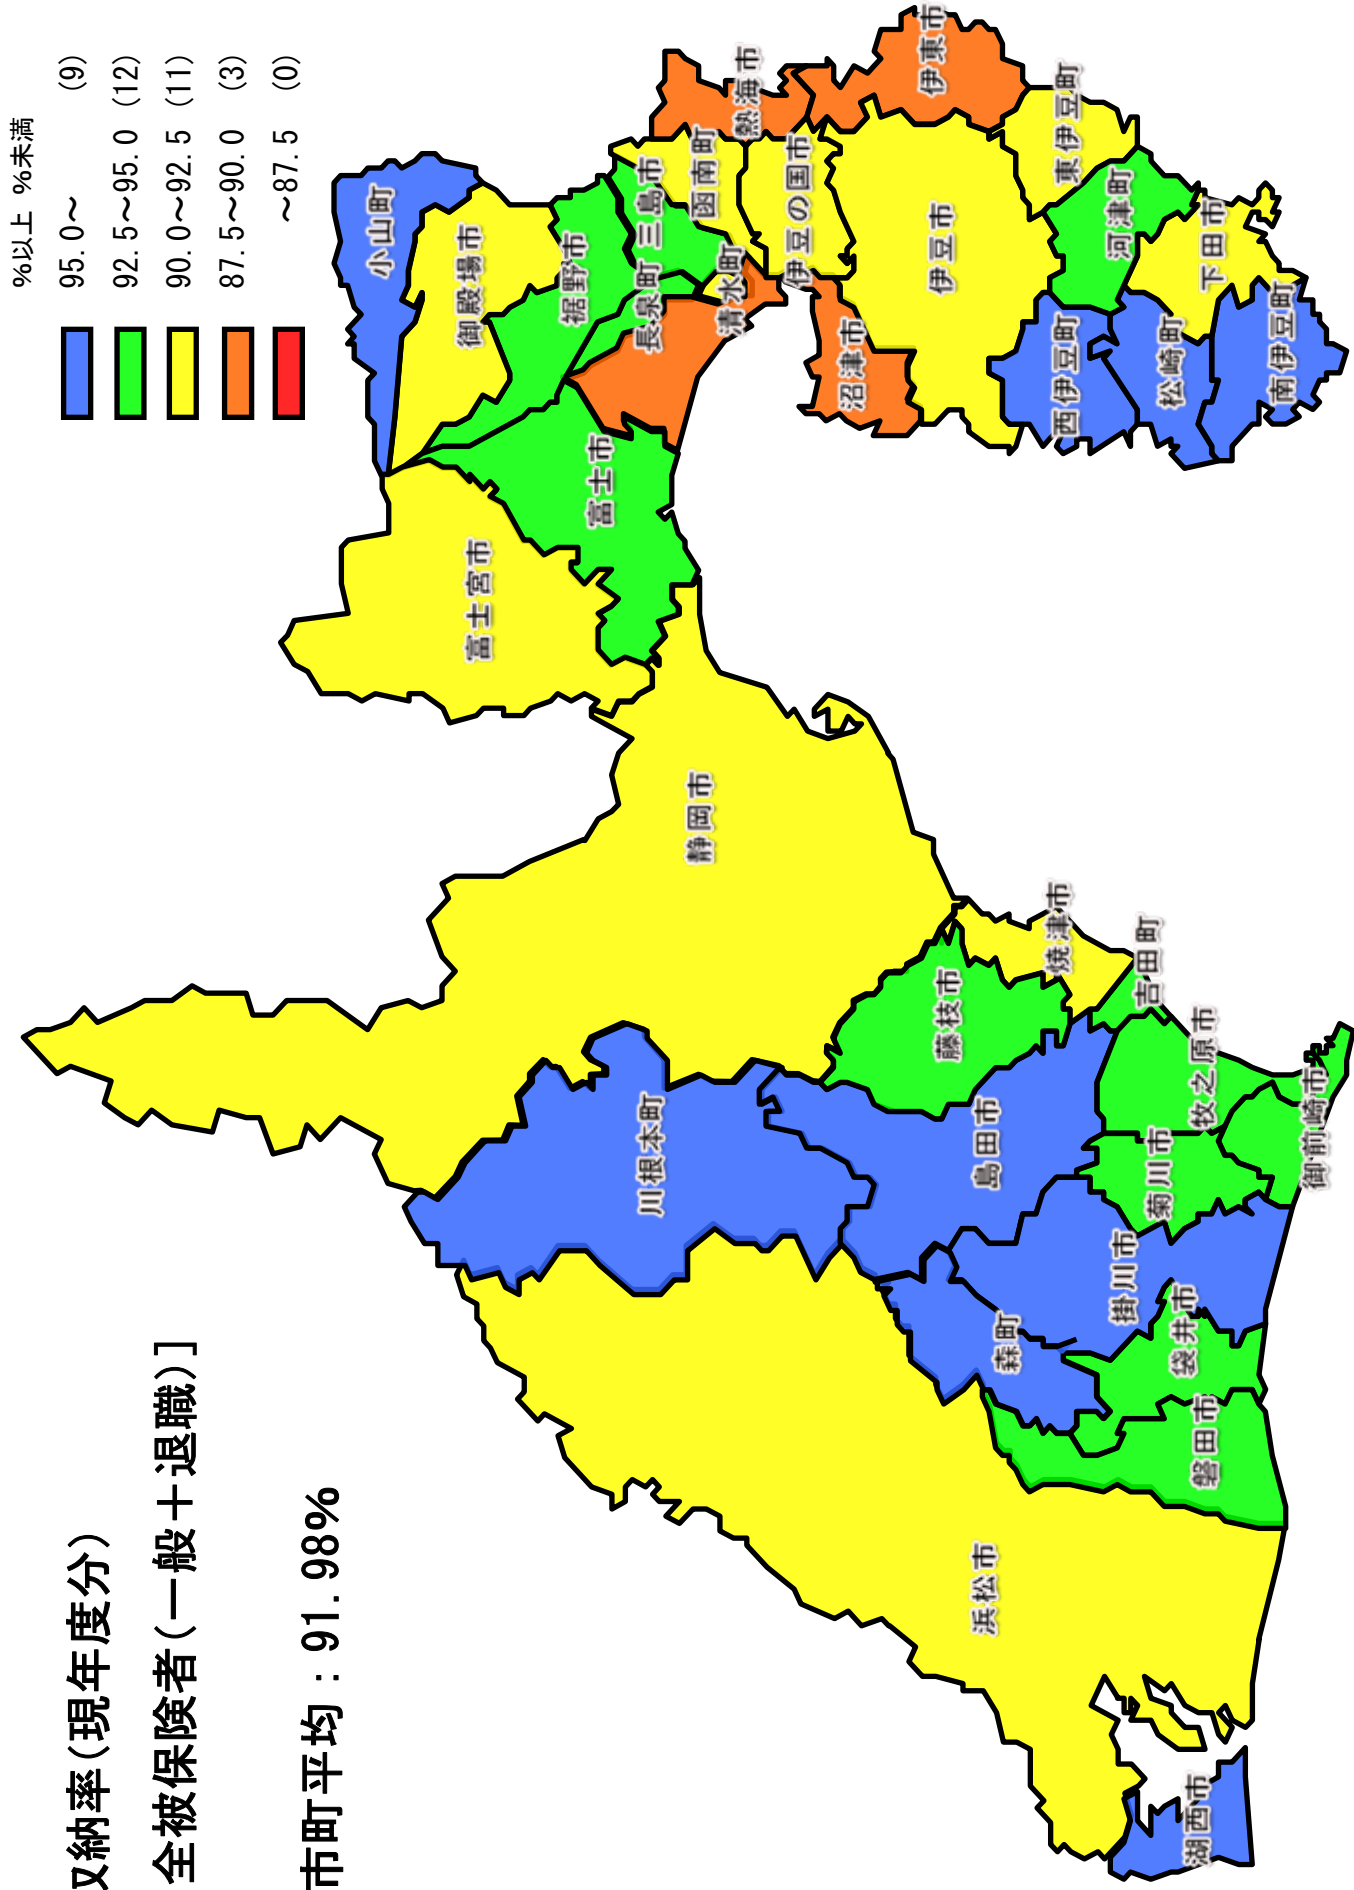 収納率(現年度分)
全被保険者(一般+退職)]
市町平均:91.98%
%以上 %未満
95.0~ (9)
92.5~95.0 (12)
90.0~92.5 (11)
87.5~90.0 (3)
~87.5 (0)
小山町
御殿場市
裾野市
三島市
長泉町
函南町
熱海市
清水町
伊豆の国市
沼津市
伊東市
伊豆市
東伊豆町
河津町
西伊豆町
松崎町
下田市
南伊豆町
富士市
富士宮市
静岡市
焼津市
藤枝市
吉田町
牧之原市
御前崎市
島田市
川根本町
菊川市
掛川市
森町
袋井市
磐田市
浜松市
湖西市